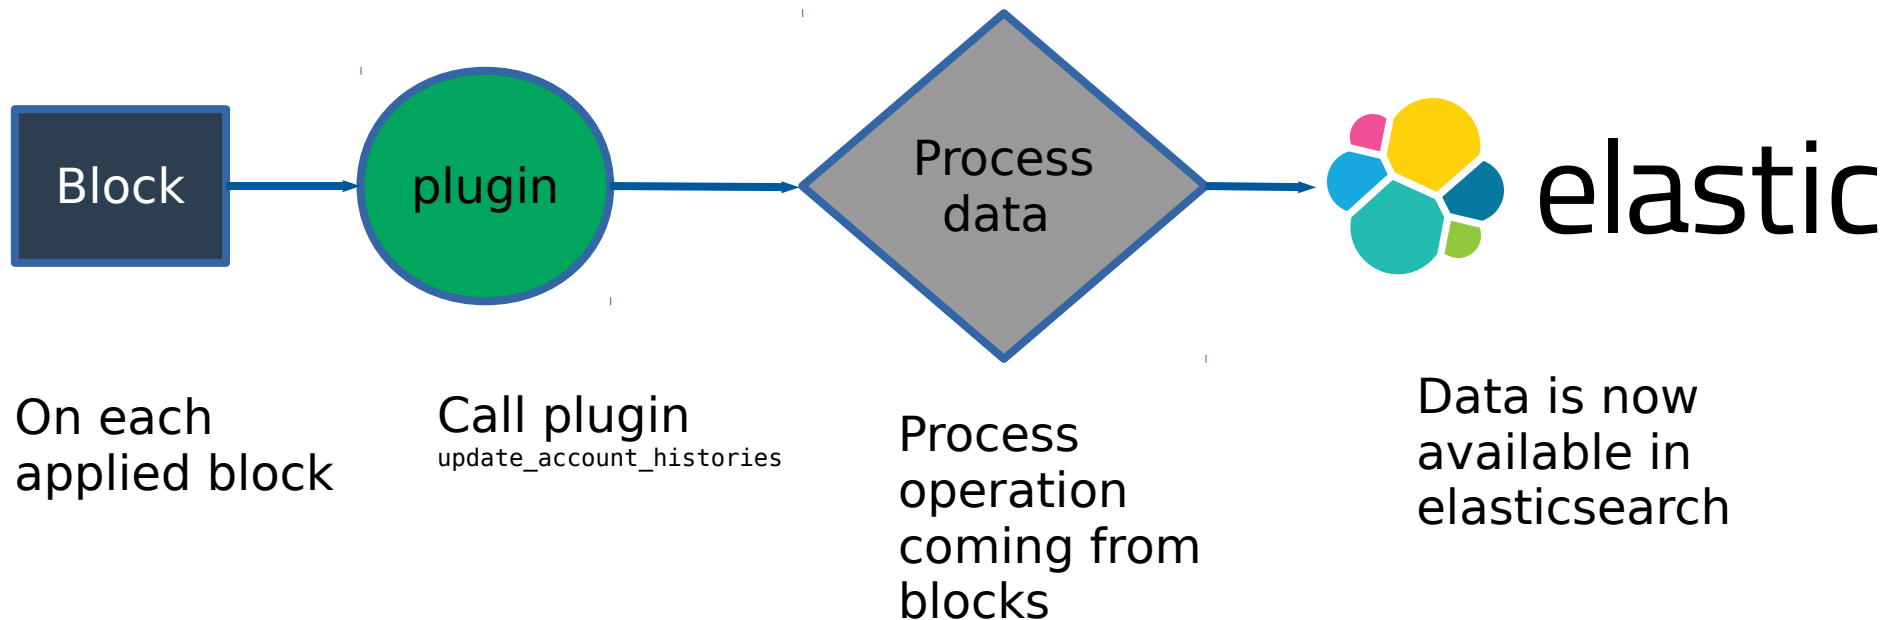 Block
plugin
Process
data
elastic
On each
applied block
Call plugin
update_account_histories
Process
operation
coming from
blocks
Data is now
available in
elasticsearch